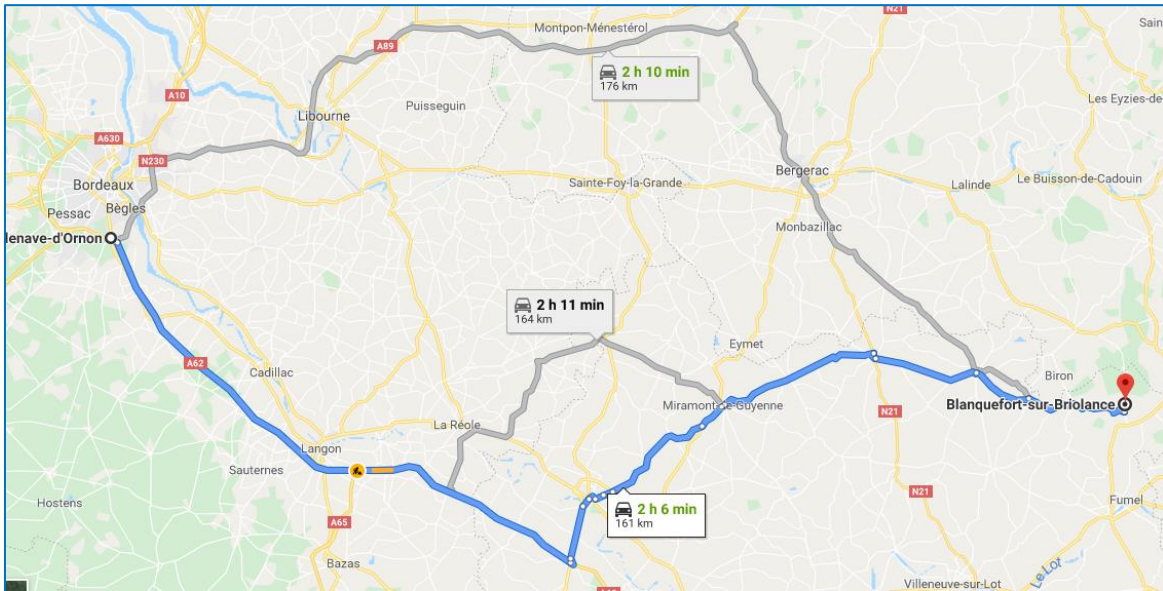 N21
Montpon-Ménestérol
A89
2 h 10 min
176 km
A10
Puisseguin
Les Eyzies-de-
Libourne
A630
N230
Bordeaux
Sainte-Foy-la-Grande
Bergerac
Lalinde
Le Buisson-de-Cadouin
Pessac
Bègles
Monbazillac
lenave-d'Ornon
2 h 11 min
164 km
Eymet
A62
Cadillac
Biron
Miramont-de-Guyenne
Blanquefort-sur-Briolance
N21
La Réole
Langon
Sauternes
Hostens
N21
2 h 6 min
161 km
Fumel
A65
Bazas
Villeneuve-sur-Lot
Le Lot